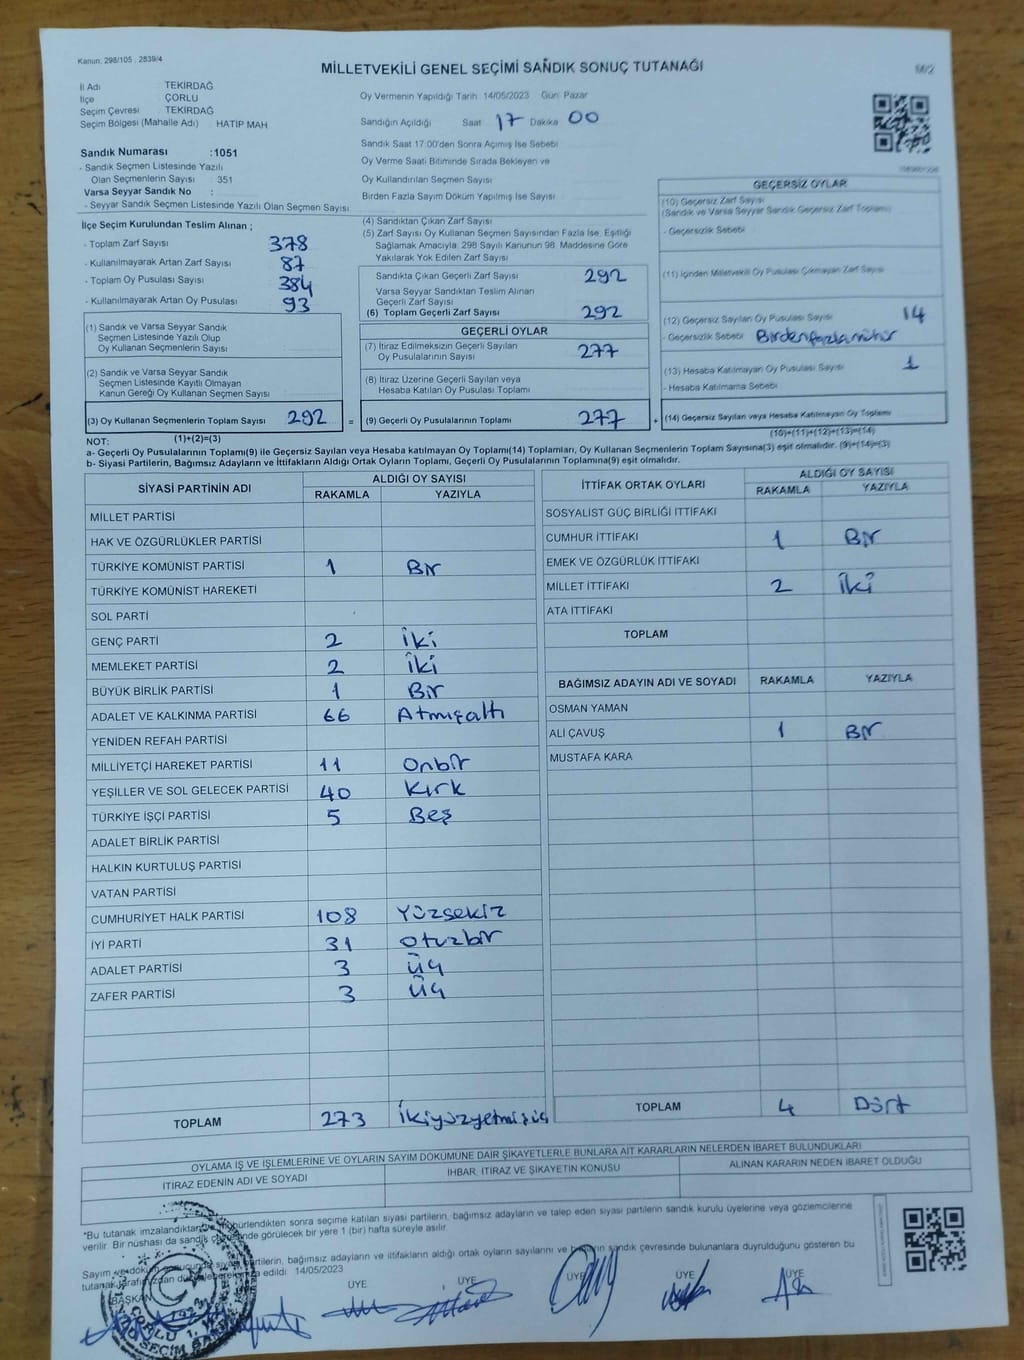 Kanun: 298/105 , 2839/4
MİLLETVEKİLİ GENEL SEÇİMİ SANDIK SONUÇ TUTANAĞI
M/2
İl Adı TEKİRDAĞ
İlçe ÇORLU
Seçim Çevresi TEKİRDAĞ
Seçim Bölgesi (Mahalle Adı) HATİP MAH
Oy Vermenin Yapıldığı Tarih 14/05/2023 Gün: Pazar
Sandığın Açıldığı Saat 17 Dakika 00
Sandık Saat 17.00'den Sonra Açılmış İse Sebebi
Oy Verme Saati Bitiminde Sırada Bekleyen ve
Oy Kullandırılan Seçmen Sayısı
Birden Fazla Sayım Döküm Yapılmış İse Sayısı
Sandık Numarası :1051
- Sandık Seçmen Listesinde Yazılı
Olan Seçmenlerin Sayısı : 351
Varsa Seyyar Sandık No :
- Seyyar Sandık Seçmen Listesinde Yazılı Olan Seçmen Sayısı:
İlçe Seçim Kurulundan Teslim Alınan ;
- Toplam Zarf Sayısı 378
- Kullanılmayarak Artan Zarf Sayısı 87
- Toplam Oy Pusulası Sayısı 384
- Kullanılmayarak Artan Oy Pusulası 93
(1) Sandık ve Varsa Seyyar Sandık
Seçmen Listesinde Yazılı Olup
Oy Kullanan Seçmenlerin Sayısı
(2) Sandık ve Varsa Seyyar Sandık
Seçmen Listesinde Kayıtlı Olmayan
Kanun Gereği Oy Kullanan Seçmen Sayısı
(3) Oy Kullanan Seçmenlerin Toplam Sayısı 292 =
(1)+(2)=(3)
(4) Sandıktan Çıkan Zarf Sayısı
(5) Zarf Sayısı Oy Kullanan Seçmen Sayısından Fazla İse, Eşitliği
Sağlamak Amacıyla; 298 Sayılı Kanunun 98. Maddesine Göre
Yakılarak Yok Edilen Zarf Sayısı
Sandıkta Çıkan Geçerli Zarf Sayısı 292
Varsa Seyyar Sandıktan Teslim Alınan
Geçerli Zarf Sayısı
(6) Toplam Geçerli Zarf Sayısı 292
GEÇERLİ OYLAR
(7) İtiraz Edilmeksizin Geçerli Sayılan
Oy Pusulalarının Sayısı 277
(8) İtiraz Üzerine Geçerli Sayılan veya
Hesaba Katılan Oy Pusulası Toplamı
(9) Geçerli Oy Pusulalarının Toplamı 277 +
GEÇERSİZ OYLAR
(10) Geçersiz Zarf Sayısı
(Sandık ve Varsa Seyyar Sandık Geçersiz Zarf Toplamı)
- Geçersizlik Sebebi
(11) İçinden Milletvekili Oy Pusulası Çıkmayan Zarf Sayısı
(12) Geçersiz Sayılan Oy Pusulası Sayısı 14
- Geçersizlik Sebebi Birden fazla mühür
(13) Hesaba Katılmayan Oy Pusulası Sayısı 1
- Hesaba Katılmama Sebebi
(14) Geçersiz Sayılan veya Hesaba Katılmayan Oy Toplamı
(10)+(11)+(12)+(13)=(14)
NOT:
a- Geçerli Oy Pusulalarının Toplamı(9) ile Geçersiz Sayılan veya Hesaba katılmayan Oy Toplamı(14) Toplamları, Oy Kullanan Seçmenlerin Toplam Sayısına(3) eşit olmalıdır. (9)+(14)=(3)
b- Siyasi Partilerin, Bağımsız Adayların ve İttifakların Aldığı Ortak Oyların Toplamı, Geçerli Oy Pusulalarının Toplamına(9) eşit olmalıdır.
SİYASİ PARTİNİN ADI
ALDIĞI OY SAYISI
RAKAMLA YAZIYLA
MİLLET PARTİSİ
HAK VE ÖZGÜRLÜKLER PARTİSİ
TÜRKİYE KOMÜNİST PARTİSİ 1 Bir
TÜRKİYE KOMÜNİST HAREKETİ
SOL PARTİ
GENÇ PARTİ 2 İki
MEMLEKET PARTİSİ 2 İki
BÜYÜK BİRLİK PARTİSİ 1 Bir
ADALET VE KALKINMA PARTİSİ 66 Atmışaltı
YENİDEN REFAH PARTİSİ
MİLLİYETÇİ HAREKET PARTİSİ 11 Onbir
YEŞİLLER VE SOL GELECEK PARTİSİ 40 Kırk
TÜRKİYE İŞÇİ PARTİSİ 5 Beş
ADALET BİRLİK PARTİSİ
HALKIN KURTULUŞ PARTİSİ
VATAN PARTİSİ
CUMHURİYET HALK PARTİSİ 108 Yüzsekiz
İYİ PARTİ 31 Otuzbir
ADALET PARTİSİ 3 Üç
ZAFER PARTİSİ 3 Üç
TOPLAM 273 İkiyüzyetmişüç
İTTİFAK ORTAK OYLARI
ALDIĞI OY SAYISI
RAKAMLA YAZIYLA
SOSYALİST GÜÇ BİRLİĞİ İTTİFAKI
CUMHUR İTTİFAKI 1 Bir
EMEK VE ÖZGÜRLÜK İTTİFAKI
MİLLET İTTİFAKI 2 İki
ATA İTTİFAKI
TOPLAM
BAĞIMSIZ ADAYIN ADI VE SOYADI RAKAMLA YAZIYLA
OSMAN YAMAN
ALİ ÇAVUŞ 1 Bir
MUSTAFA KARA
TOPLAM 4 Dört
OYLAMA İŞ VE İŞLEMLERİNE VE OYLARIN SAYIM DÖKÜMÜNE DAİR ŞİKAYETLERLE BUNLARA AİT KARARLARIN NELERDEN İBARET BULUNDUKLARI
İTİRAZ EDENİN ADI VE SOYADI
İHBAR, İTİRAZ VE ŞİKAYETİN KONUSU
ALINAN KARARIN NEDEN İBARET OLDUĞU
*Bu tutanak imzalandıktan ve mühürlendikten sonra seçime katılan siyasi partilerin, bağımsız adayların ve talep eden siyasi partilerin sandık kurulu üyelerine veya gözlemcilerine
verilir. Bir nüshası da sandık çevresinde görülecek bir yere 1 (bir) hafta süreyle asılır.
Sayım ve döküm sonucunda siyasi partilerin, bağımsız adayların ve ittifakların aldığı ortak oyların sayılarını ve sandık çevresinde bulunanlara duyrulduğunu gösteren bu
tutanak tarafımızdan düzenlenerek imza edildi. 14/05/2023
BAŞKAN ÜYE ÜYE ÜYE ÜYE ÜYE
ÇORLU 1. SEÇİM